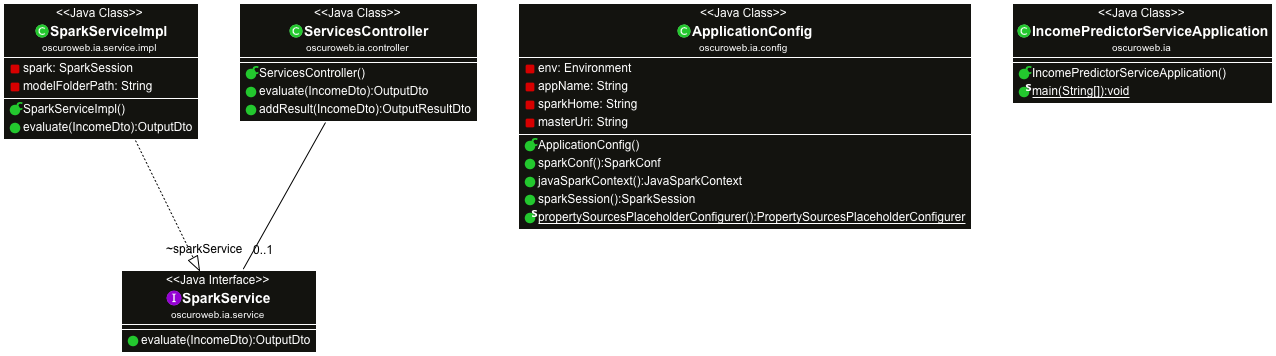 <<Java Class>>
C SparkServiceImpl
oscuroweb.ia.service.impl
spark: SparkSession
modelFolderPath: String
C SparkServiceImpl()
evaluate(IncomeDto):OutputDto
<<Java Class>>
C ServicesController
oscuroweb.ia.controller
C ServicesController()
evaluate(IncomeDto):OutputDto
addResult(IncomeDto):OutputResultDto
<<Java Class>>
C ApplicationConfig
oscuroweb.ia.config
env: Environment
appName: String
sparkHome: String
masterUri: String
C ApplicationConfig()
sparkConf():SparkConf
javaSparkContext():JavaSparkContext
sparkSession():SparkSession
S propertySourcesPlaceholderConfigurer():PropertySourcesPlaceholderConfigurer
<<Java Class>>
C IncomePredictorServiceApplication
oscuroweb.ia
C IncomePredictorServiceApplication()
S main(String[]):void
~sparkService 0..1
<<Java Interface>>
I SparkService
oscuroweb.ia.service
evaluate(IncomeDto):OutputDto